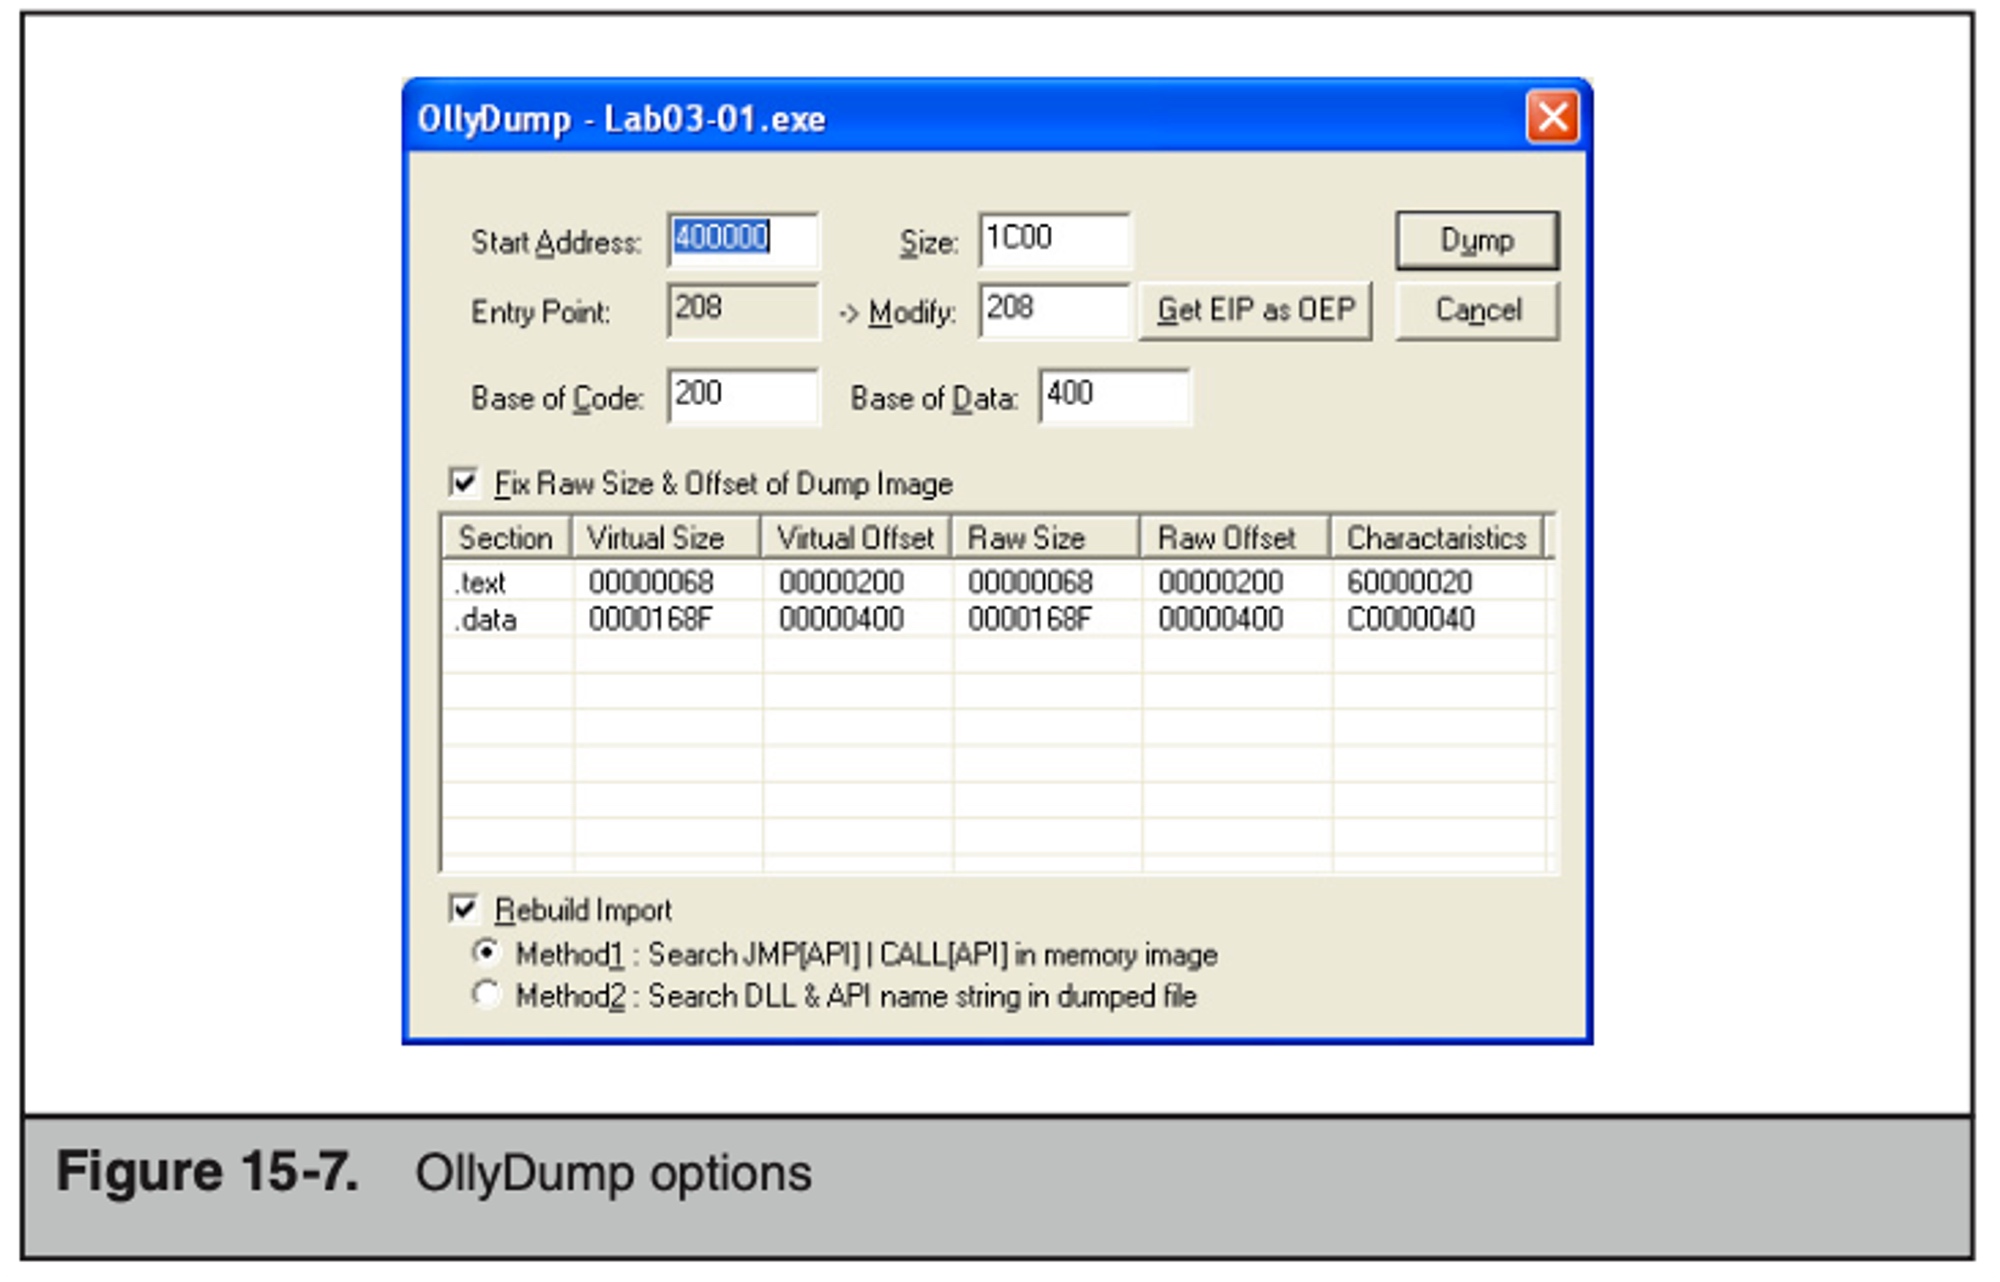 OllyDump - Lab03-01.exe
Start Address: 400000 Size: 1C00 Dump
Entry Point: 208 -> Modify: 208 Get EIP as OEP Cancel
Base of Code: 200 Base of Data: 400
Fix Raw Size & Offset of Dump Image
Section Virtual Size Virtual Offset Raw Size Raw Offset Charactaristics
.text 00000068 00000200 00000068 00000200 60000020
.data 0000168F 00000400 0000168F 00000400 C0000040
Rebuild Import
Method1 : Search JMP[API] | CALL[API] in memory image
Method2 : Search DLL & API name string in dumped file
Figure 15-7. OllyDump options